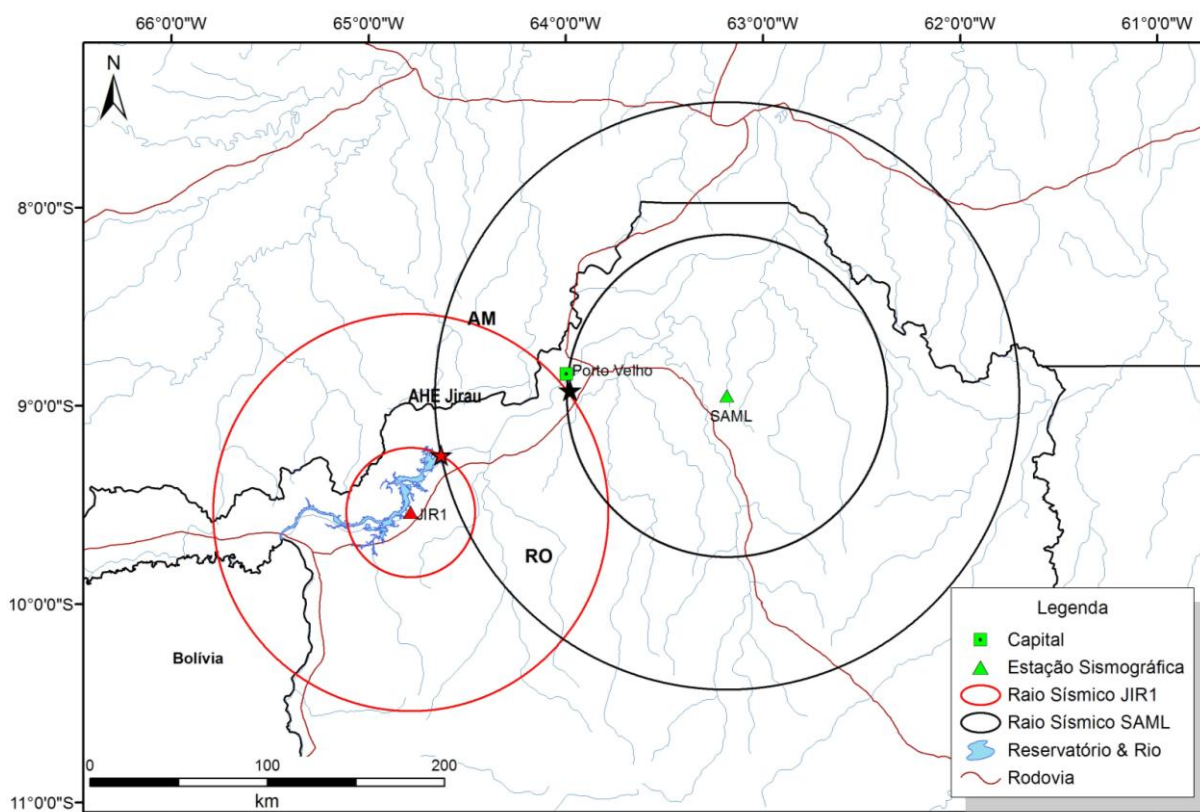 66°0'0"W 65°0'0"W 64°0'0"W 63°0'0"W 62°0'0"W 61°0'0"W
N
8°0'0"S
AM
Porto Velho
AHE Jirau
9°0'0"S
SAML
JIR1
RO
10°0'0"S
Bolívia
11°0'0"S
0 100 200
km
Legenda
Capital
Estação Sismográfica
Raio Sísmico JIR1
Raio Sísmico SAML
Reservatório & Rio
Rodovia